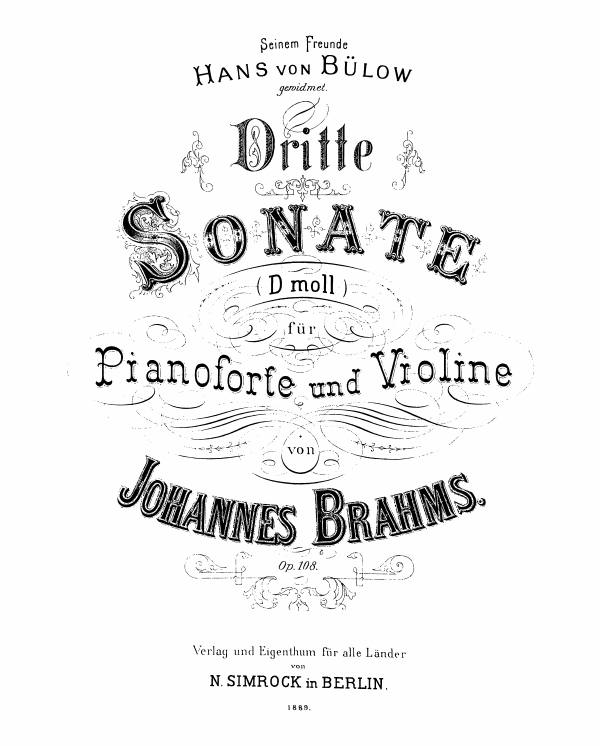 Seinem Freunde
HANS VON BÜLOW
gewidmet.
Dritte
SONATE
(D moll)
für
Pianoforte und Violine
von
JOHANNES BRAHMS.
Op. 108.
Verlag und Eigenthum für alle Länder
von
N. SIMROCK in BERLIN.
1889.